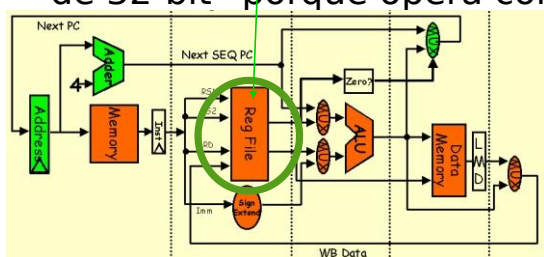 de 32-bit" porque opera con
Next PC
Next SEQ PC
Adder
4
Zero?
MUX
Address
Memory
Inst
RS1
RS2
RD
Reg File
MUX
MUX
ALU
Data Memory
L M D
MUX
Imm
Sign Extend
WB Data